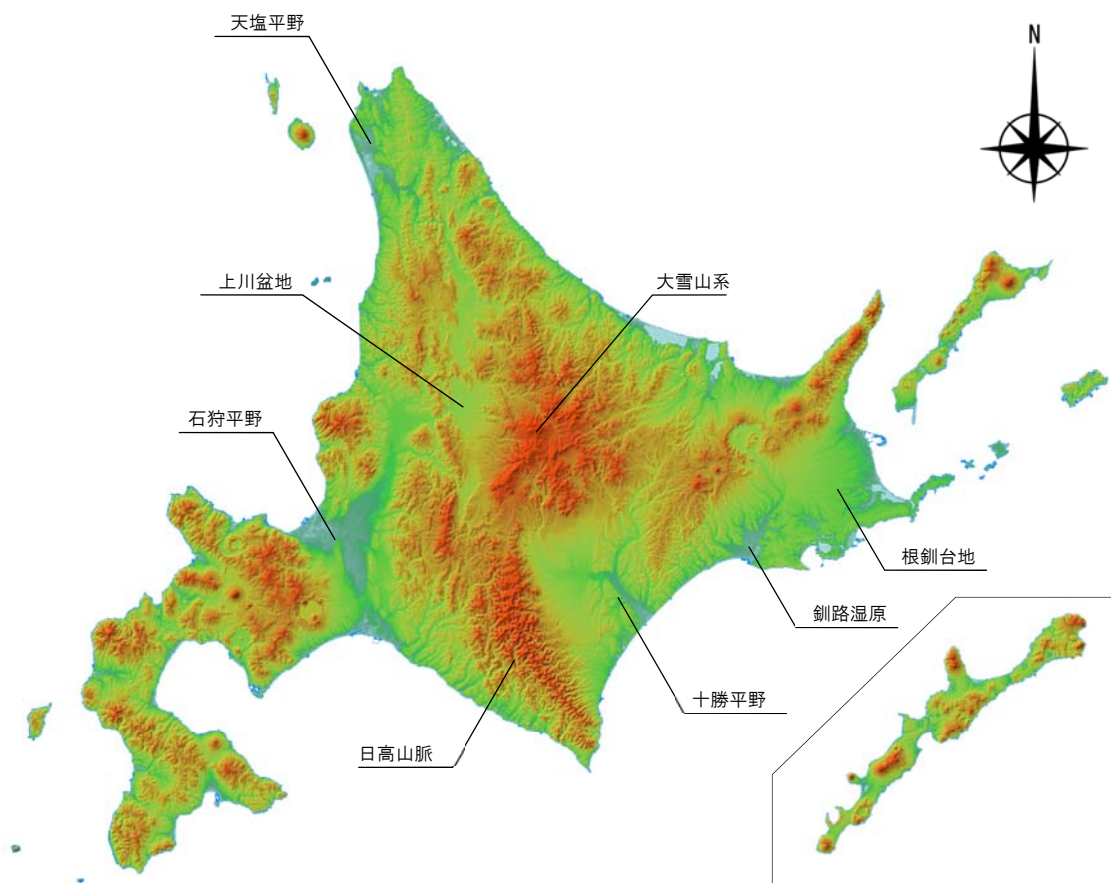 天塩平野
N
上川盆地
大雪山系
石狩平野
根釧台地
釧路湿原
十勝平野
日高山脈